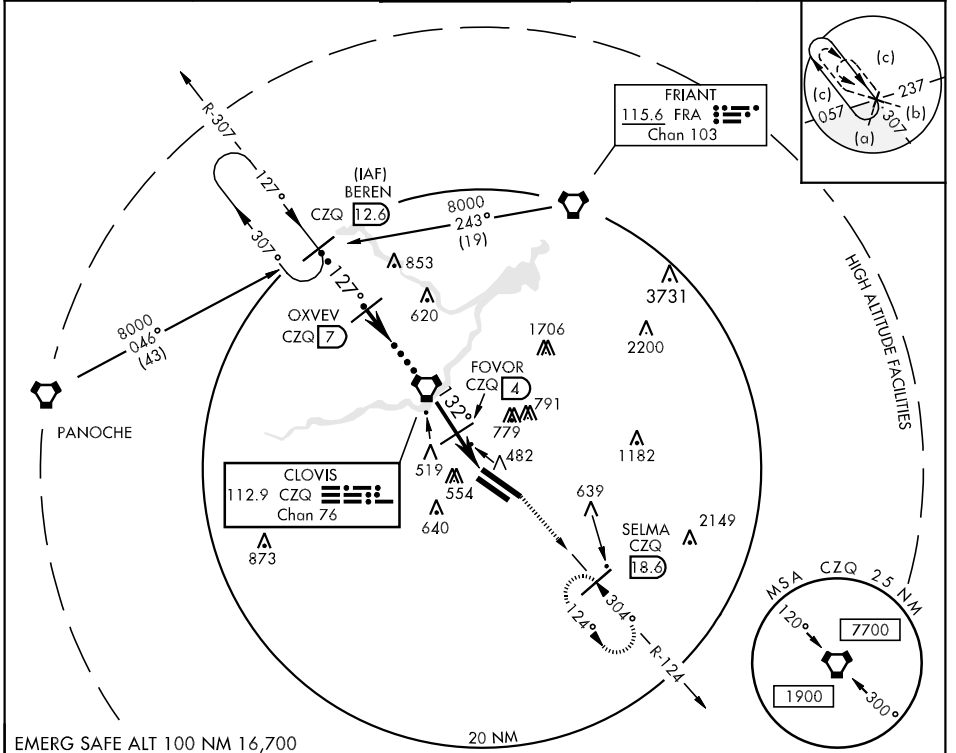 R-307
127°
307°
(IAF)
BEREN
CZQ 12.6
8000
243°
(19)
FRIANT
115.6 FRA
Chan 103
(c)
(c)
237
057
(b)
307
(a)
853
620
127°
OXVEV
CZQ 7
8000
046°
(43)
PANOCHE
3731
2200
1706
HIGH ALTITUDE FACILITIES
FOVOR
CZQ 4
132°
791
779
482
1182
519
554
640
CLOVIS
112.9 CZQ
Chan 76
873
639
SELMA
CZQ
18.6
2149
304°
124°
R-124
MSA CZQ 25 NM
120°
7700
1900
300°
20 NM
EMERG SAFE ALT 100 NM 16,700